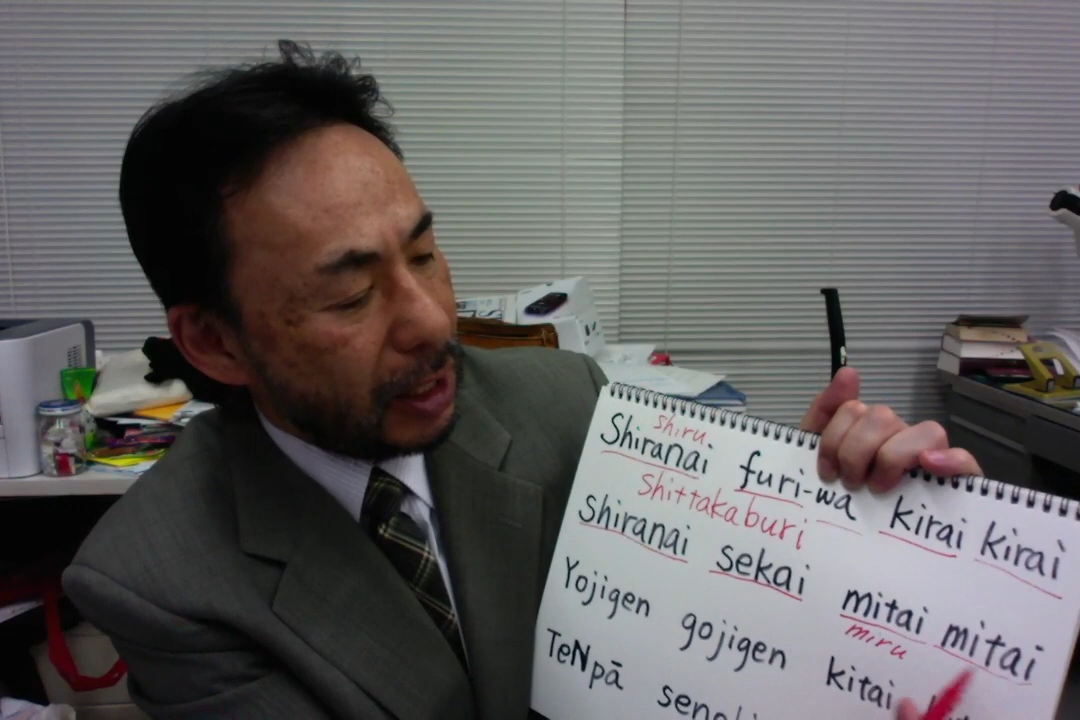 shiru
Shiranai furi-wa kirai kirai
Shittakaburi
Shiranai sekai mitai mitai
miru
Yojigen gojigen kitai
TeNpā